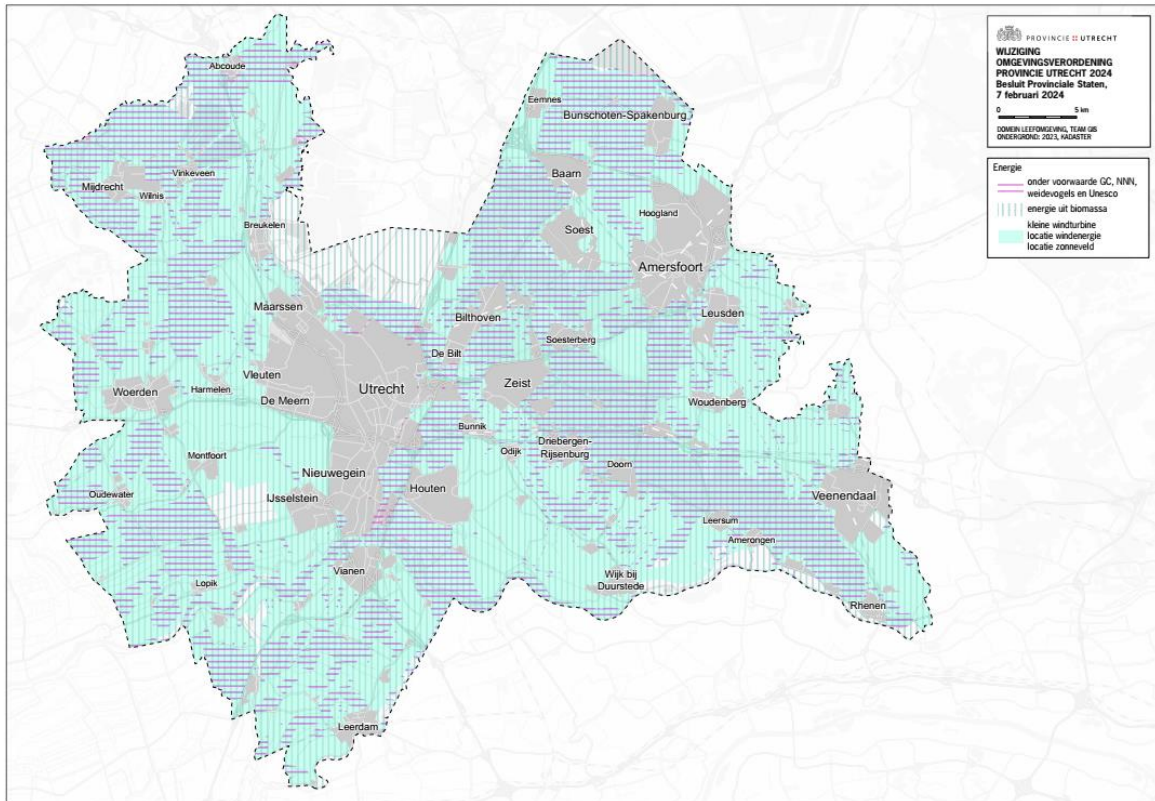 PROVINCIE UTRECHT
WIJZIGING
OMGEVINGSVERORDENING
PROVINCIE UTRECHT 2024
Besluit Provinciale Staten,
7 februari 2024
0 5 km
DOMEIN LEEFOMGEVING, TEAM GIS
ONDERGROND: 2023, KADASTER
Energie
onder voorwaarde GC, NNN,
weidevogels en Unesco
energie uit biomassa
kleine windturbine
locatie windenergie
locatie zonneveld
Abcoude
Eemnes
Bunschoten-Spakenburg
Vinkeveen
Baarn
Mijdrecht
Wilnis
Hoogland
Breukelen
Soest
Amersfoort
Maarssen
Leusden
Bilthoven
Soesterberg
De Bilt
Vleuten
Utrecht
Zeist
Harmelen
Woerden
De Meern
Woudenberg
Bunnik
Driebergen-
Rijsenburg
Odijk
Montfoort
Doorn
Nieuwegein
Houten
Oudewater
IJsselstein
Veenendaal
Leersum
Amerongen
Vianen
Wijk bij
Duurstede
Lopik
Rhenen
Leerdam